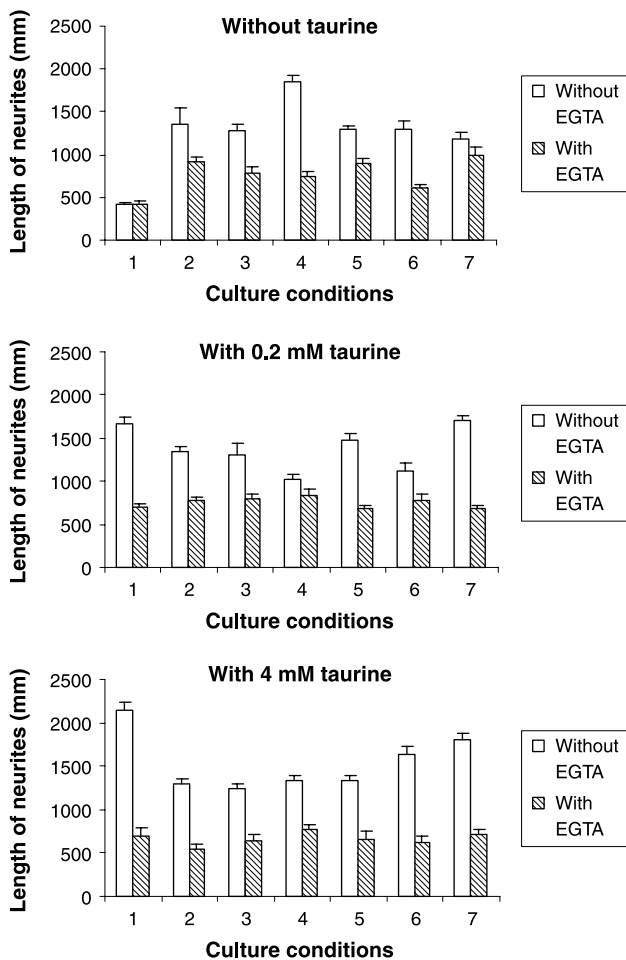 Without taurine
Length of neurites (mm)
2500
2000
1500
1000
500
0
1 2 3 4 5 6 7
Culture conditions
Without
EGTA
With
EGTA
With 0.2 mM taurine
Length of neurites (mm)
2500
2000
1500
1000
500
0
1 2 3 4 5 6 7
Culture conditions
Without
EGTA
With
EGTA
With 4 mM taurine
Length of neurites (mm)
2500
2000
1500
1000
500
0
1 2 3 4 5 6 7
Culture conditions
Without
EGTA
With
EGTA